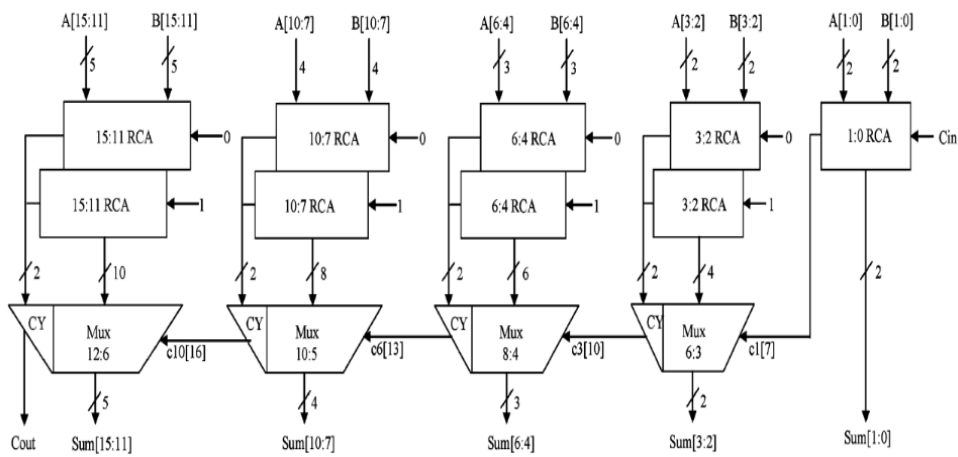 A[15:11] B[15:11] A[10:7] B[10:7] A[6:4] B[6:4] A[3:2] B[3:2] A[1:0] B[1:0]
5 5 4 4 3 3 2 2 2 2
15:11 RCA 0 10:7 RCA 0 6:4 RCA 0 3:2 RCA 0 1:0 RCA Cin
15:11 RCA 1 10:7 RCA 1 6:4 RCA 1 3:2 RCA 1
2 10 2 8 2 6 2 4 2
CY Mux CY Mux CY Mux CY Mux
12:6 10:5 8:4 6:3
c10[16] c6[13] c3[10] c1[7]
5 4 3 2
Cout Sum[15:11] Sum[10:7] Sum[6:4] Sum[3:2] Sum[1:0]